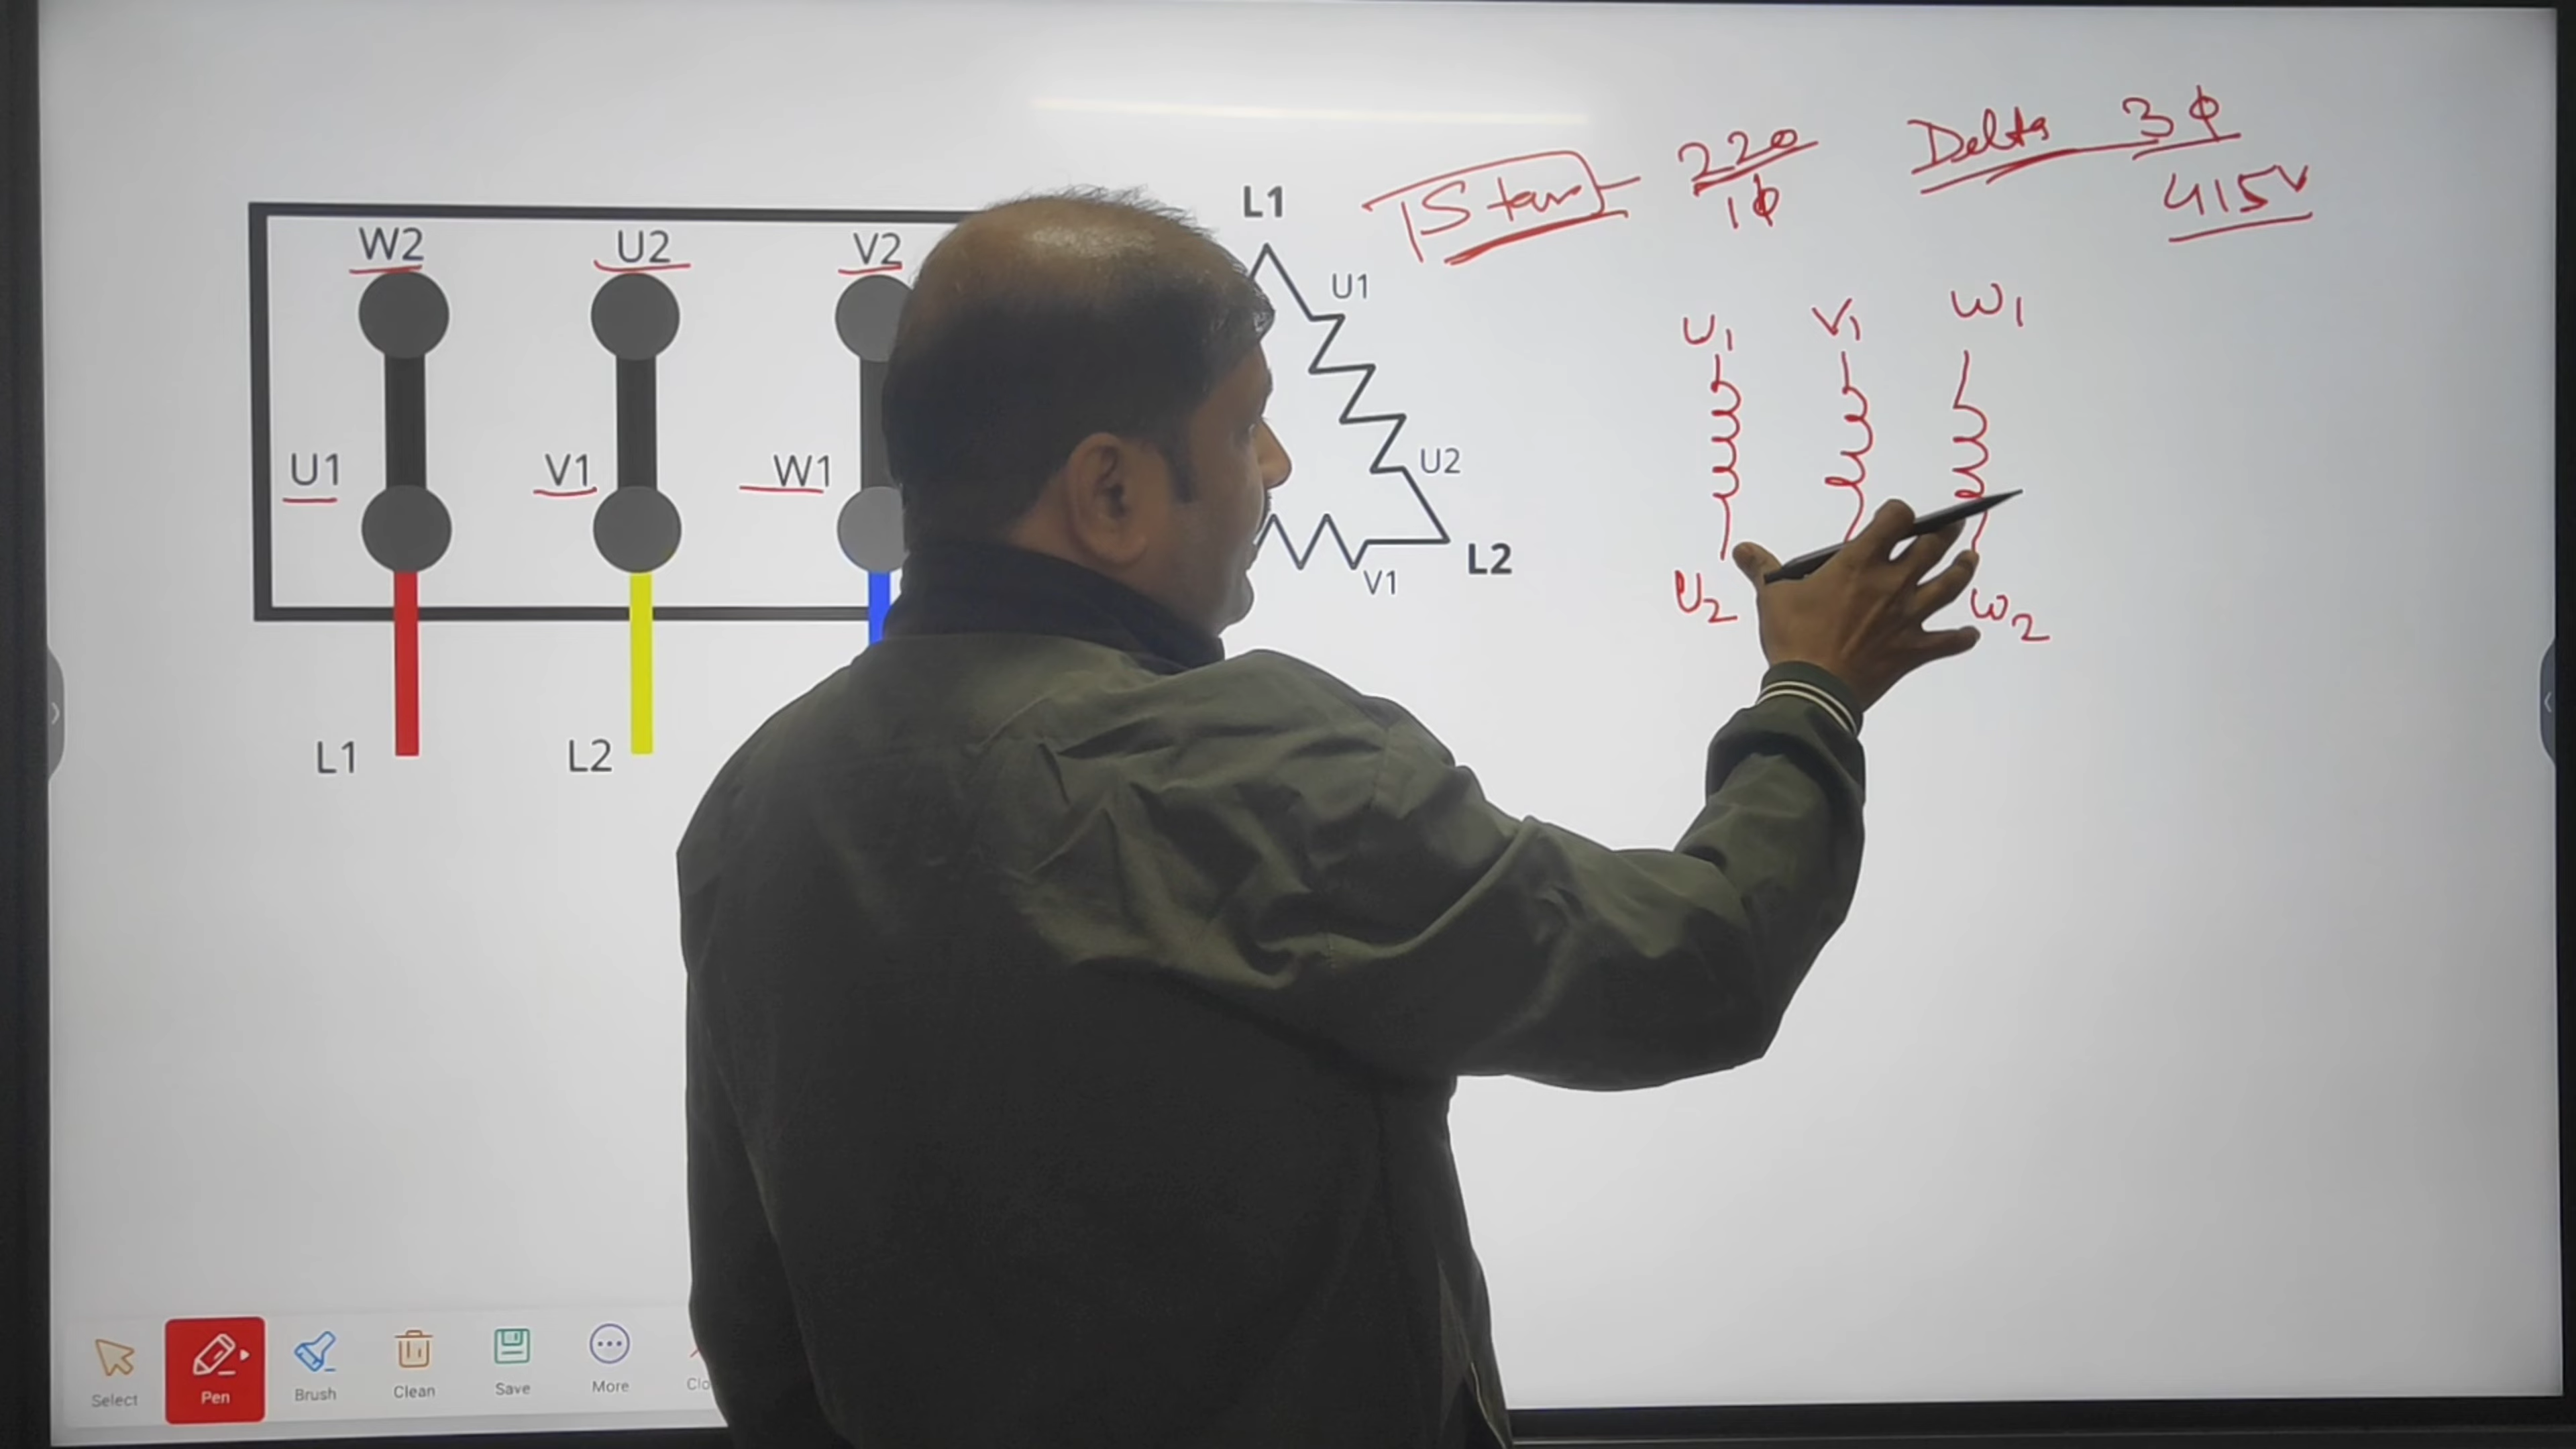 Star 220 Delta 3ϕ
1ϕ 415V
W2 U2 V2
U1 V1 W1
L1 L2
L1
U1
U2
V1 L2
U1 V1 W1
U2 W2
Select Pen Brush Clean Save More